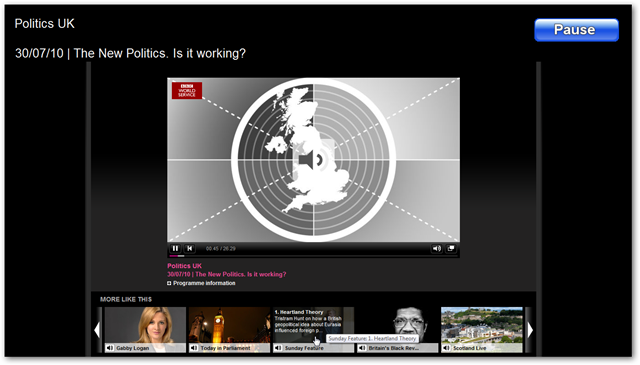 Politics UK
Pause
30/07/10 | The New Politics. Is it working?
BBC
WORLD
SERVICE
00.45 / 28.29
Politics UK
30/07/10 | The New Politics. Is it working?
Programme information
MORE LIKE THIS
1. Heartland Theory
Tristram Hunt on how a British
geopolitical idea about Eurasia
influenced foreign p...
Sunday Feature: 1. Heartland Theory
Gabby Logan
Today in Parliament
Sunday Feature
Britain's Black Rev...
Scotland Live